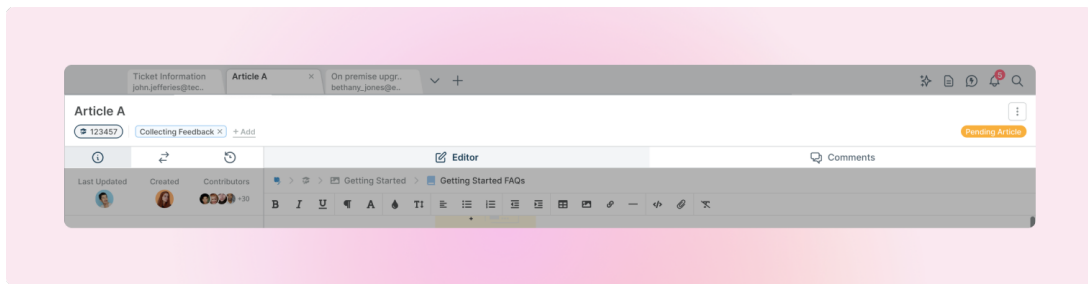 Ticket Information
john.jefferies@tec..
Article A
On premise upgr..
bethany_jones@e..
5
Article A
123457
Collecting Feedback
+ Add
Pending Article
Editor
Comments
Last Updated
Created
Contributors
+30
Getting Started
Getting Started FAQs